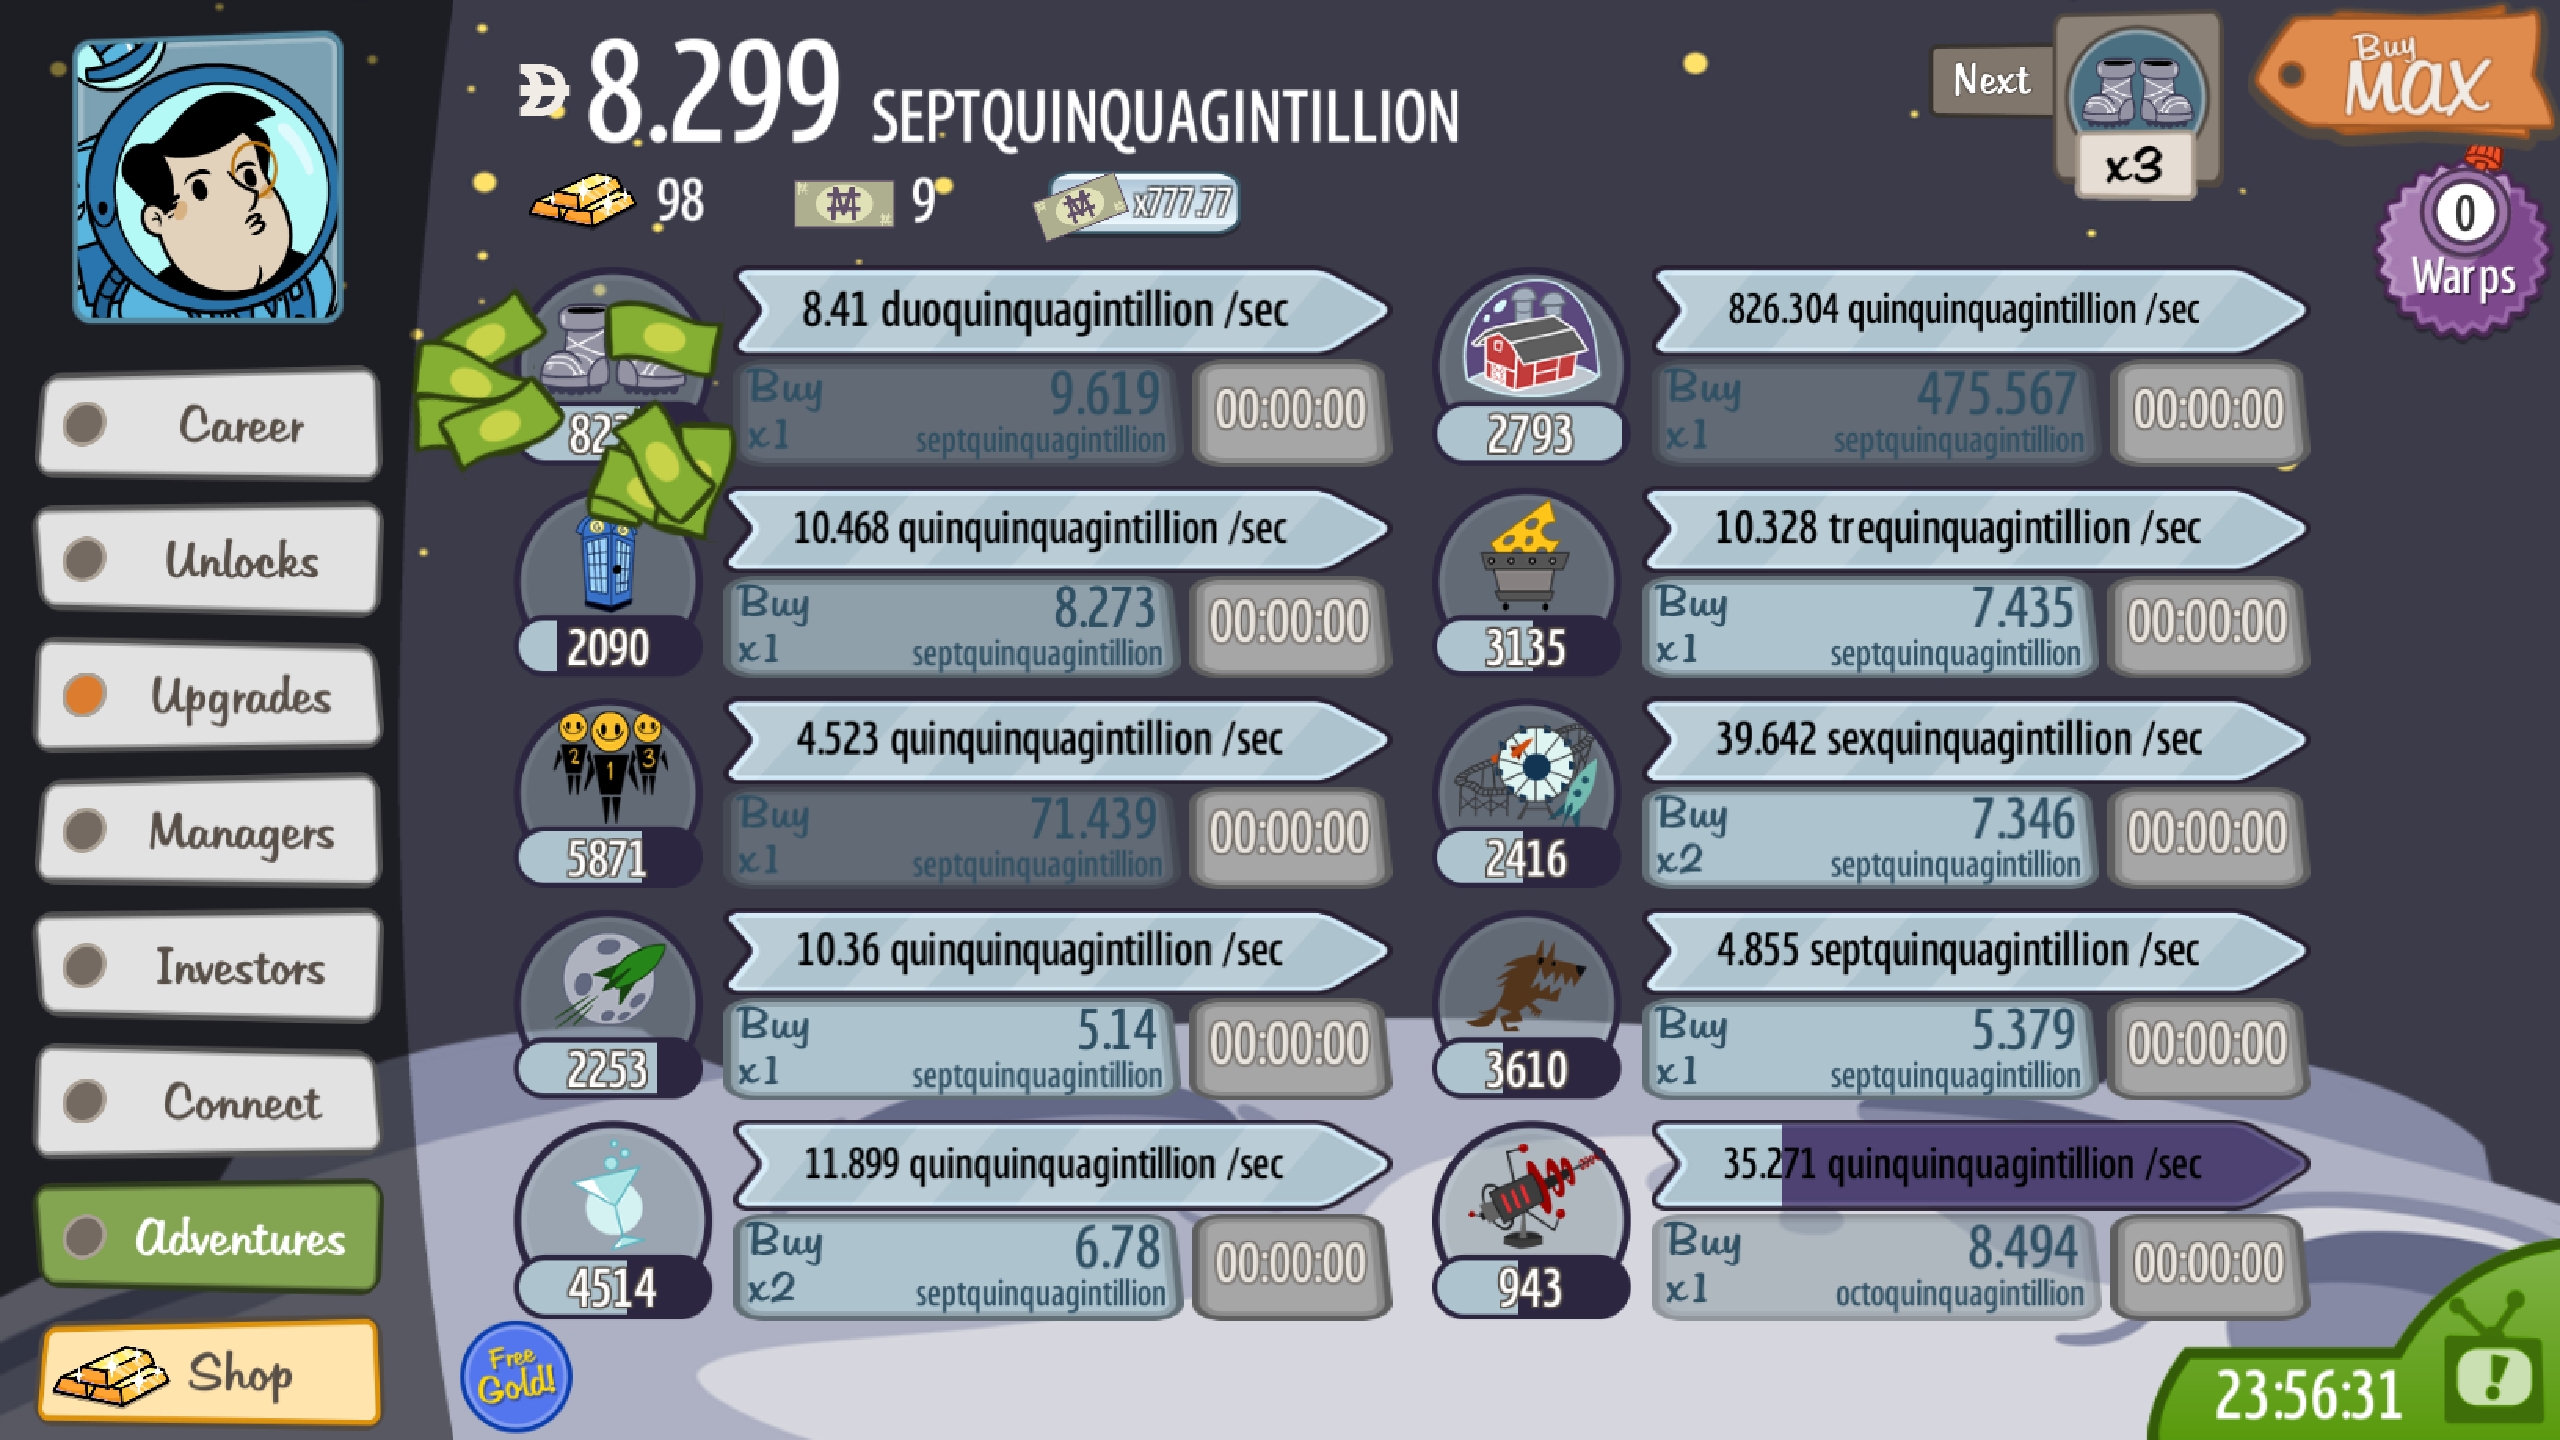 8.299 SEPTQUINQUAGINTILLION
Next
x3
Buy
MAX
98
9
x777.77
0
Warps
Career
Unlocks
Upgrades
Managers
Investors
Connect
Adventures
Shop
8.41 duoquinquagintillion /sec
Buy 9.619
x1 septquinquagintillion
00:00:00
826.304 quinquinquagintillion /sec
2793
Buy 475.567
x1 septquinquagintillion
00:00:00
10.468 quinquinquagintillion /sec
2090
Buy 8.273
x1 septquinquagintillion
00:00:00
10.328 trequinquagintillion /sec
3135
Buy 7.435
x1 septquinquagintillion
00:00:00
2 1 3
4.523 quinquinquagintillion /sec
5871
Buy 71.439
x1 septquinquagintillion
00:00:00
39.642 sexquinquagintillion /sec
2416
Buy 7.346
x2 septquinquagintillion
00:00:00
10.36 quinquinquagintillion /sec
2253
Buy 5.14
x1 septquinquagintillion
00:00:00
4.855 septquinquagintillion /sec
3610
Buy 5.379
x1 septquinquagintillion
00:00:00
11.899 quinquinquagintillion /sec
4514
Buy 6.78
x2 septquinquagintillion
00:00:00
35.271 quinquinquagintillion /sec
943
Buy 8.494
x1 octoquinquagintillion
00:00:00
Free
Gold!
23:56:31
!